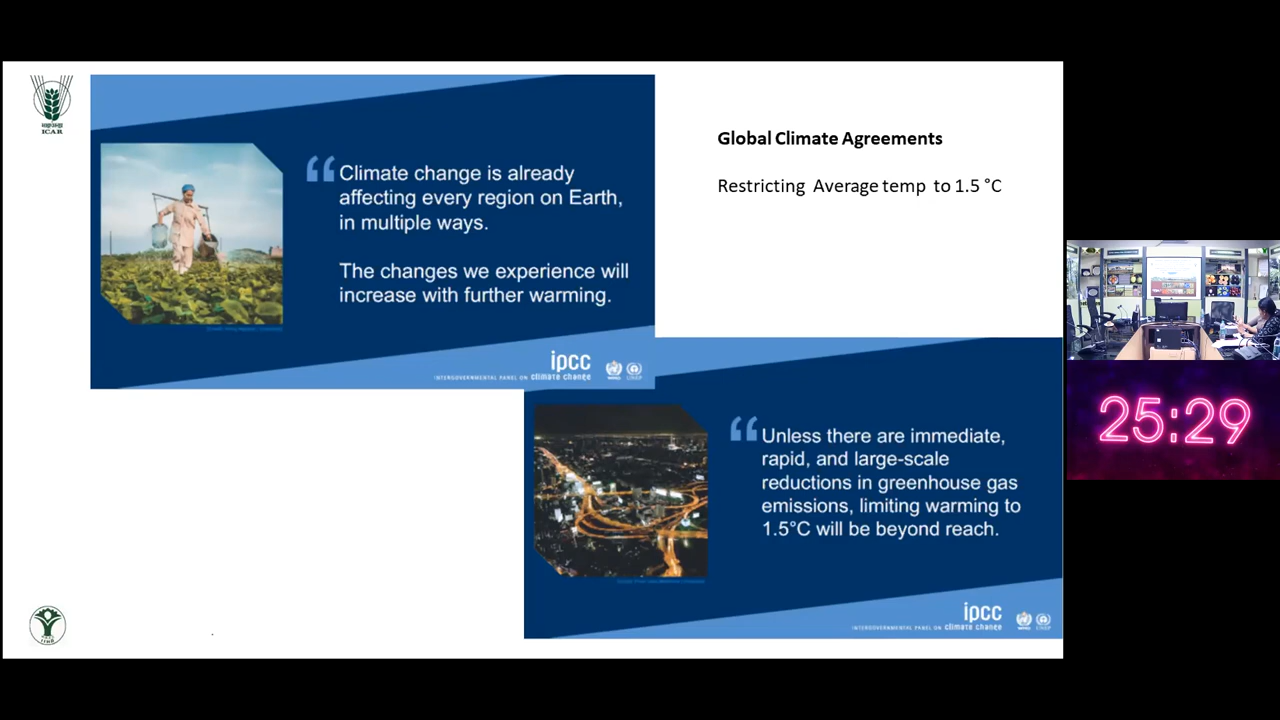 ICAR
Climate change is already
affecting every region on Earth,
in multiple ways.
The changes we experience will
increase with further warming.
ipcc
INTERGOVERNMENTAL PANEL ON climate change
Global Climate Agreements
Restricting Average temp to 1.5 °C
25:29
Unless there are immediate,
rapid, and large-scale
reductions in greenhouse gas
emissions, limiting warming to
1.5°C will be beyond reach.
ipcc
INTERGOVERNMENTAL PANEL ON climate change